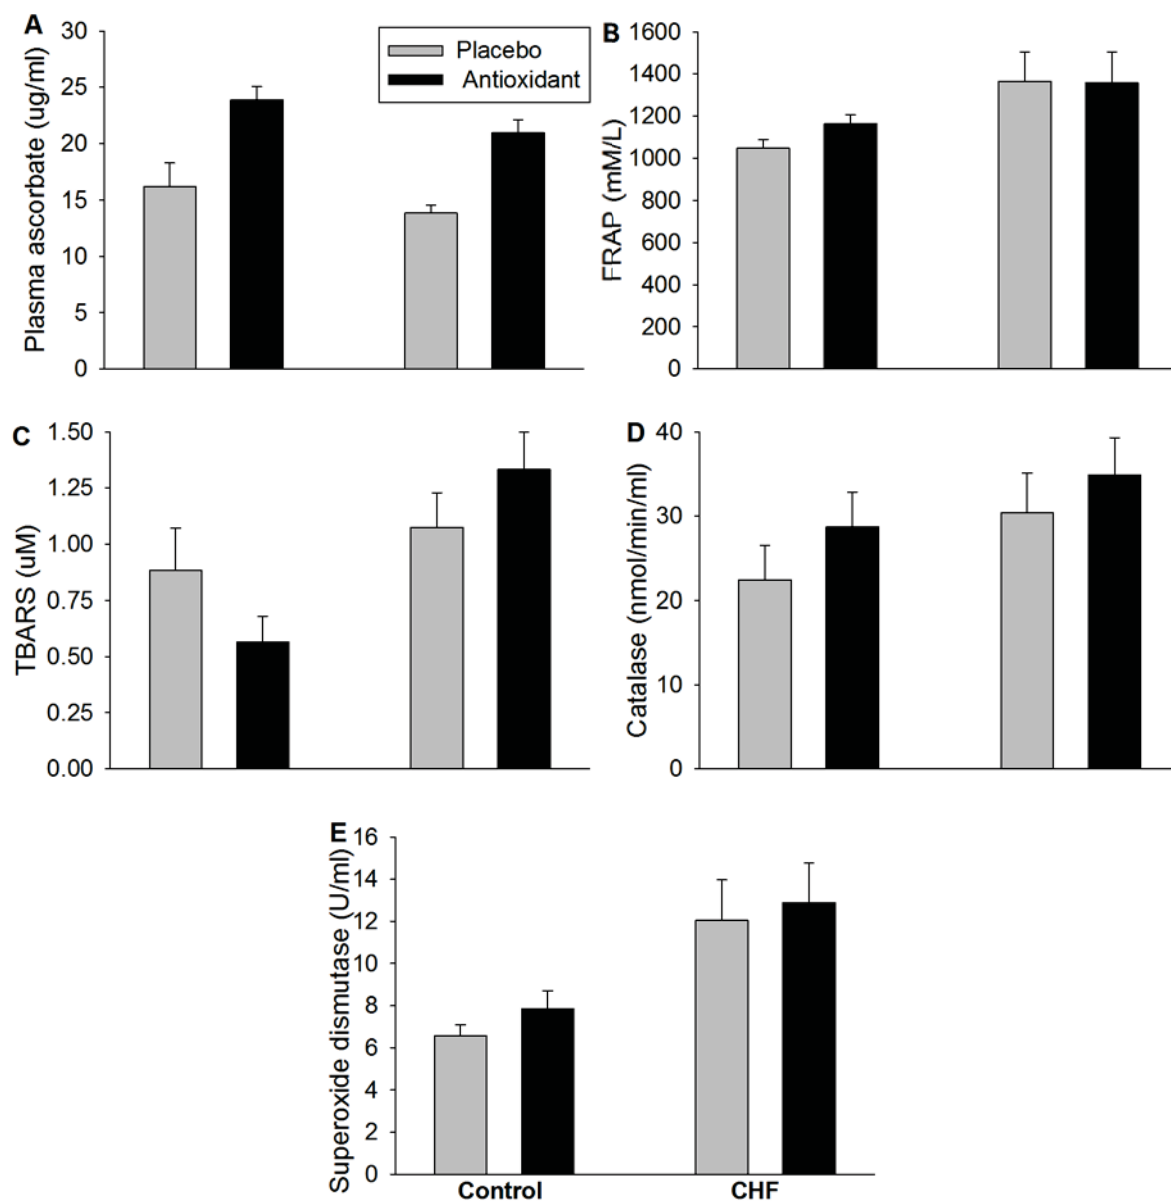 A
Plasma ascorbate (ug/ml)
30
25
20
15
10
5
0
Placebo
Antioxidant
B
FRAP (mM/L)
1600
1400
1200
1000
800
600
400
200
0
C
TBARS (uM)
1.50
1.25
1.00
0.75
0.50
0.25
0.00
D
Catalase (nmol/min/ml)
40
30
20
10
0
E
Superoxide dismutase (U/ml)
16
14
12
10
8
6
4
2
0
Control CHF